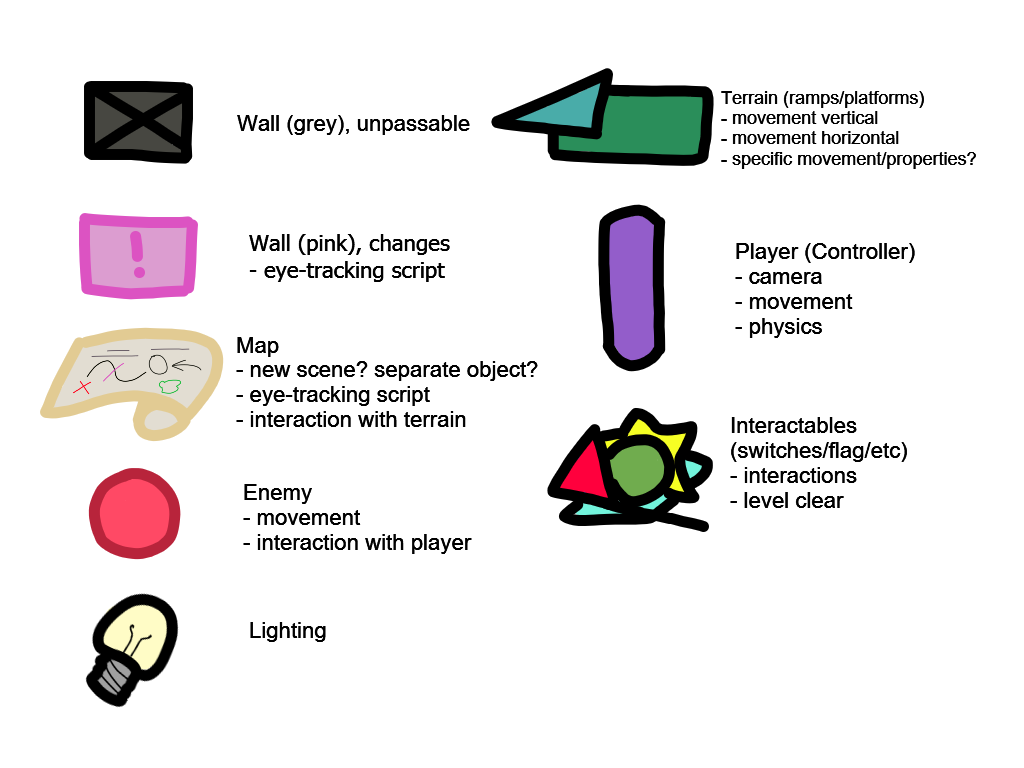 Wall (grey), unpassable
Wall (pink), changes
- eye-tracking script
Map
- new scene? separate object?
- eye-tracking script
- interaction with terrain
Enemy
- movement
- interaction with player
Lighting
Terrain (ramps/platforms)
- movement vertical
- movement horizontal
- specific movement/properties?
Player (Controller)
- camera
- movement
- physics
Interactables
(switches/flag/etc)
- interactions
- level clear